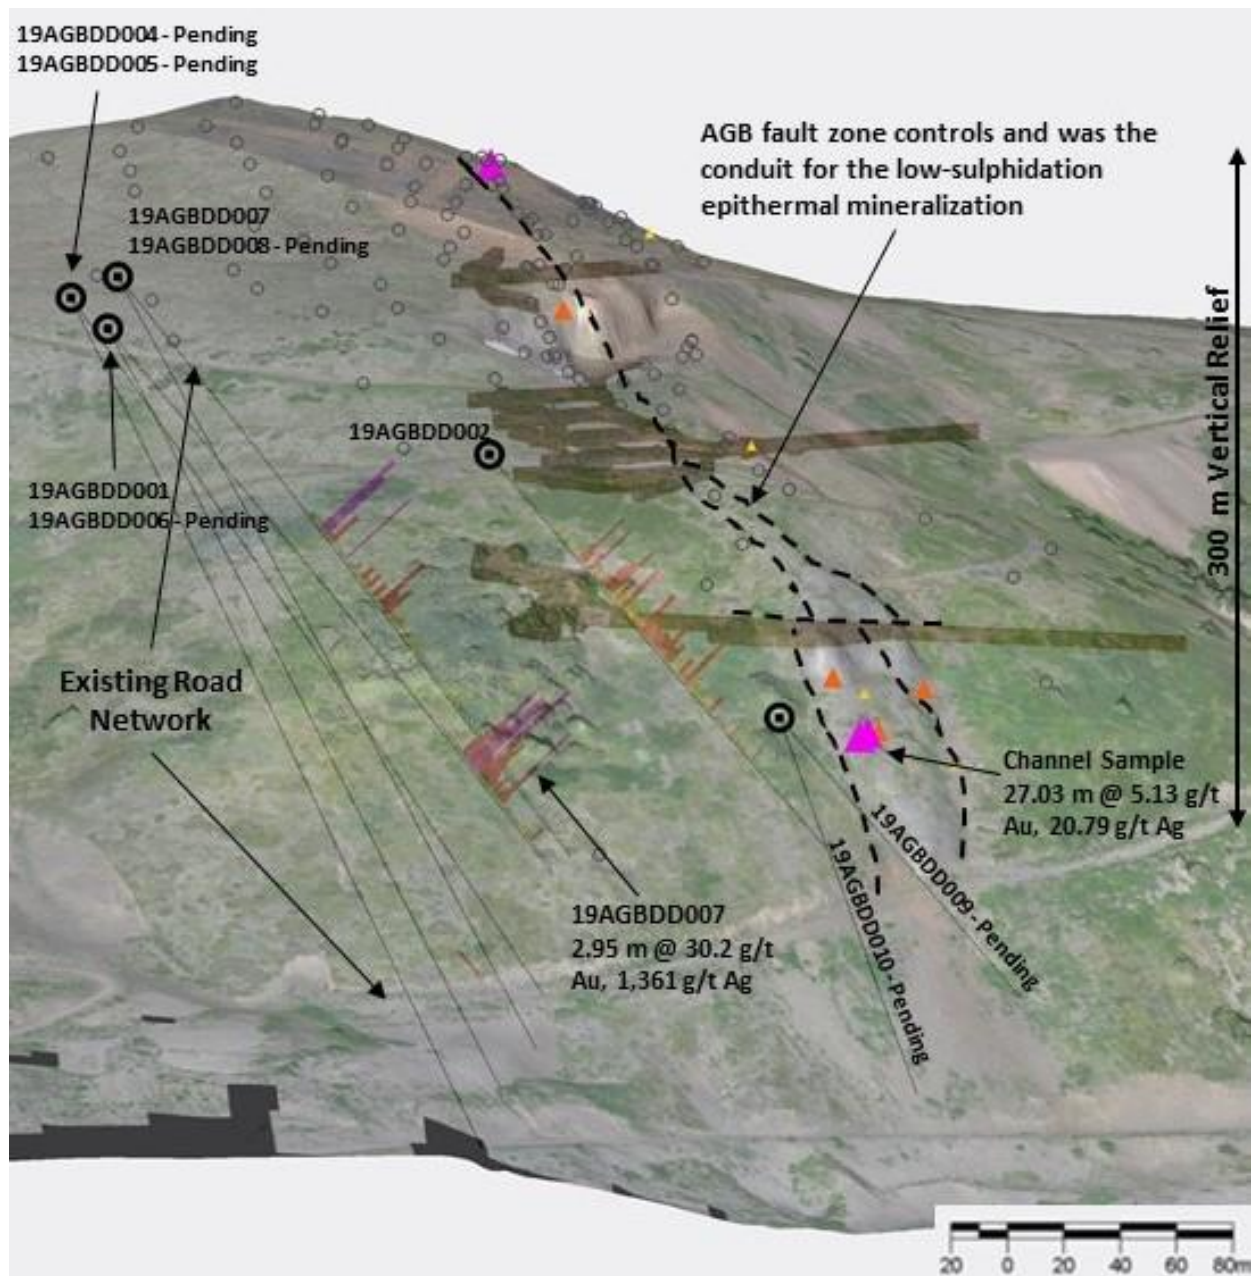 19AGBDD004 - Pending
19AGBDD005 - Pending
AGB fault zone controls and was the
conduit for the low-sulphidation
epithermal mineralization
19AGBDD007
19AGBDD008 - Pending
300 m Vertical Relief
19AGBDD002
19AGBDD001
19AGBDD006 - Pending
Existing Road
Network
Channel Sample
27.03 m @ 5.13 g/t
Au, 20.79 g/t Ag
19AGBDD009 - Pending
19AGBDD010 - Pending
19AGBDD007
2.95 m @ 30.2 g/t
Au, 1,361 g/t Ag
20 0 20 40 60 80m